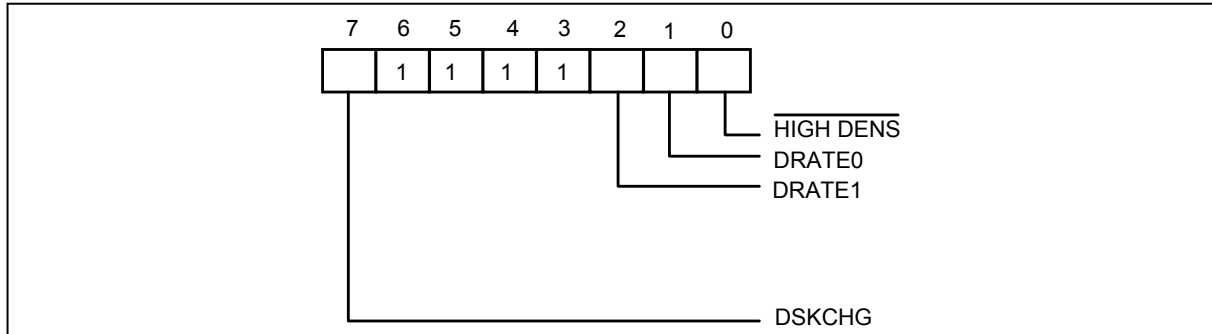 7 6 5 4 3 2 1 0
1 1 1 1
HIGH DENS
DRATE0
DRATE1
DSKCHG